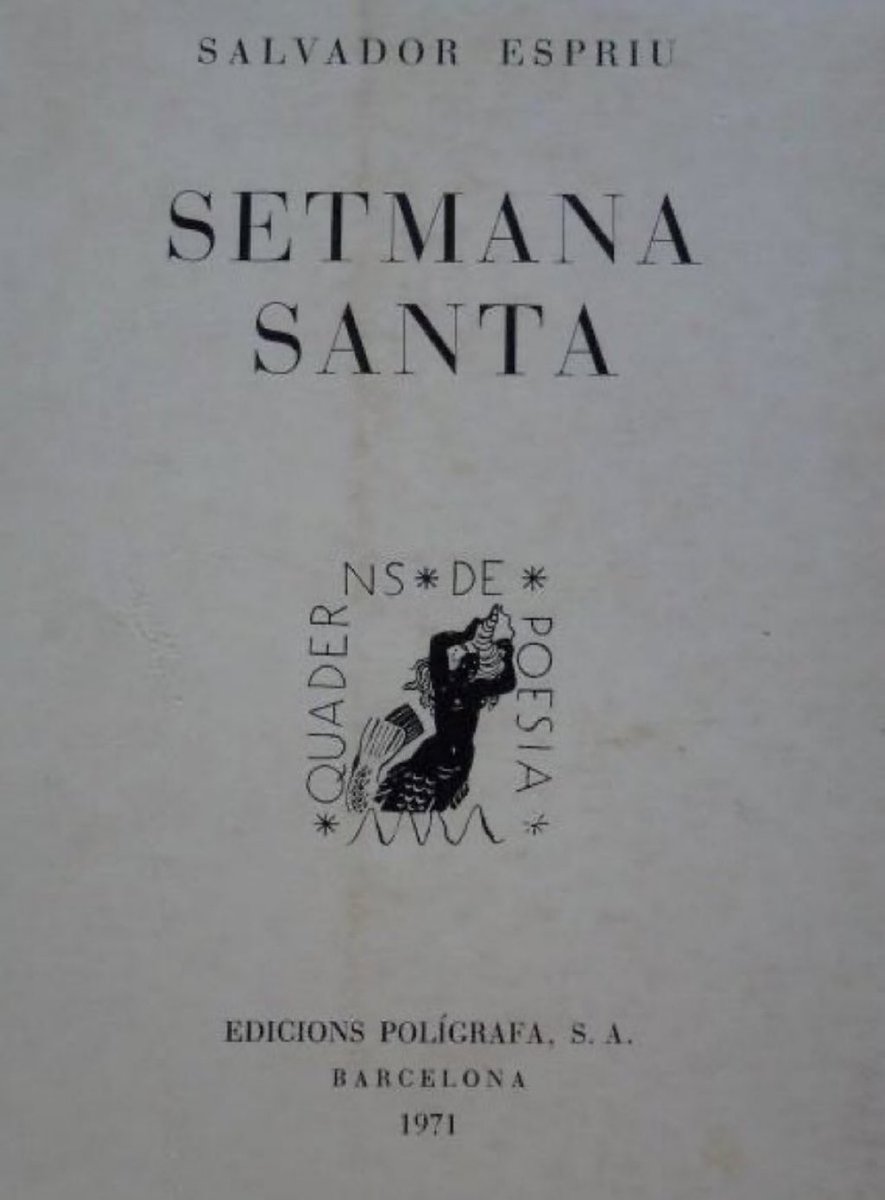 SALVADOR ESPRIU
SETMANA
SANTA
* QUADERNS * DE * POESIA *
EDICIONS POLÍGRAFA, S. A.
BARCELONA
1971